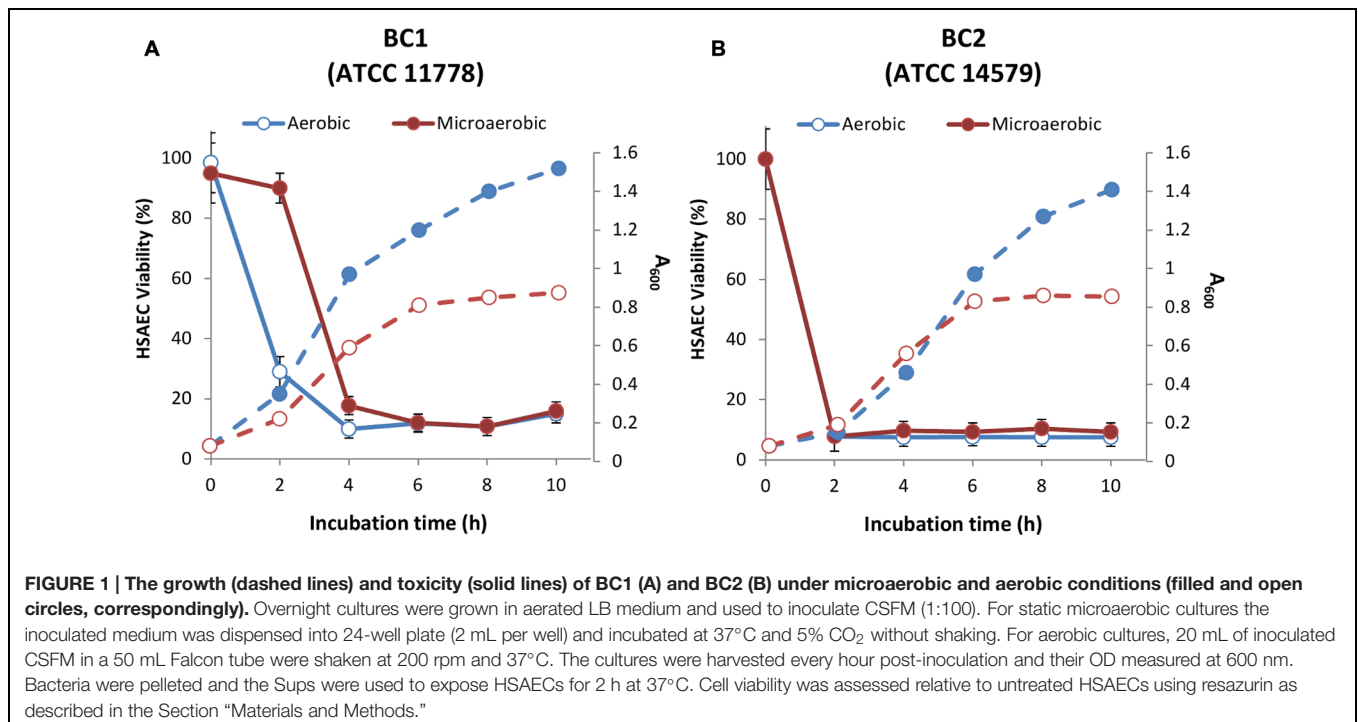 A
BC1
(ATCC 11778)
Aerobic Microaerobic
HSAEC Viability (%)
100
80
60
40
20
0
1.6
1.4
1.2
1
0.8
0.6
0.4
0.2
0
A600
0 2 4 6 8 10
Incubation time (h)
B
BC2
(ATCC 14579)
Aerobic Microaerobic
HSAEC Viability (%)
100
80
60
40
20
0
1.6
1.4
1.2
1
0.8
0.6
0.4
0.2
0
A600
0 2 4 6 8 10
Incubation time (h)
FIGURE 1 | The growth (dashed lines) and toxicity (solid lines) of BC1 (A) and BC2 (B) under microaerobic and aerobic conditions (filled and open
circles, correspondingly). Overnight cultures were grown in aerated LB medium and used to inoculate CSFM (1:100). For static microaerobic cultures the
inoculated medium was dispensed into 24-well plate (2 mL per well) and incubated at 37°C and 5% CO2 without shaking. For aerobic cultures, 20 mL of inoculated
CSFM in a 50 mL Falcon tube were shaken at 200 rpm and 37°C. The cultures were harvested every hour post-inoculation and their OD measured at 600 nm.
Bacteria were pelleted and the Sups were used to expose HSAECs for 2 h at 37°C. Cell viability was assessed relative to untreated HSAECs using resazurin as
described in the Section “Materials and Methods.”